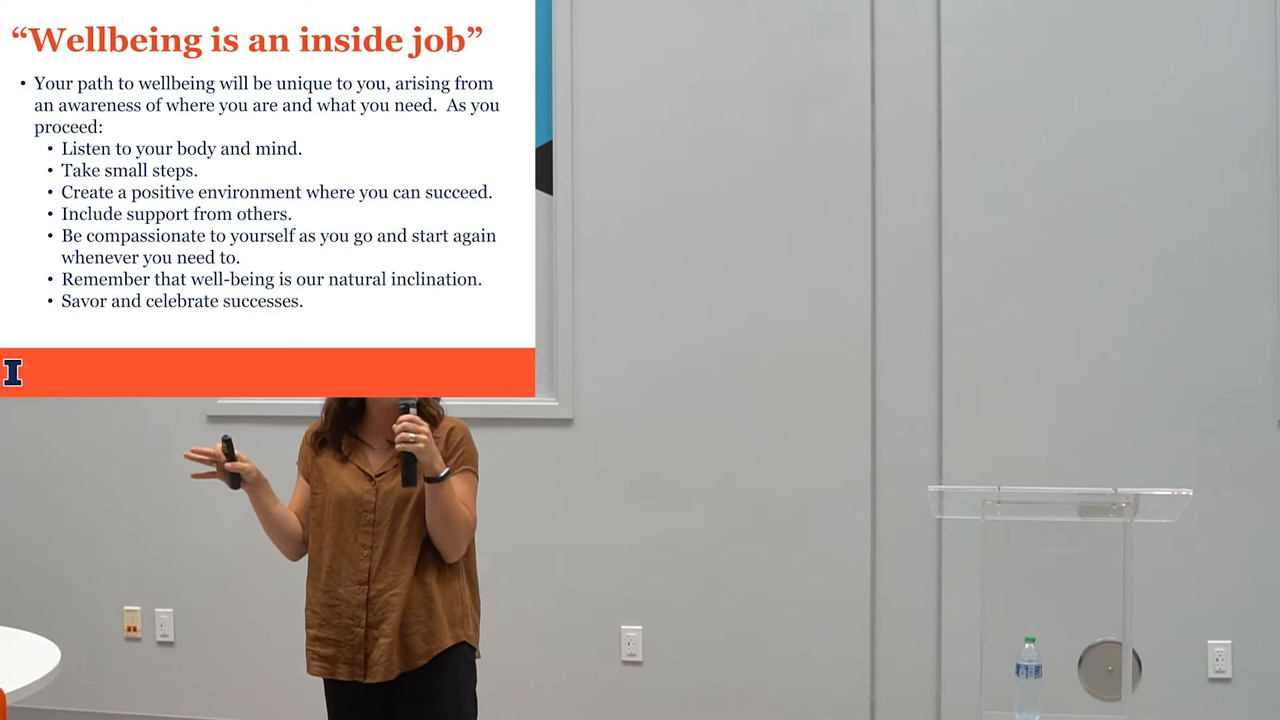 “Wellbeing is an inside job”
• Your path to wellbeing will be unique to you, arising from
an awareness of where you are and what you need.  As you
proceed:
• Listen to your body and mind.
• Take small steps.
• Create a positive environment where you can succeed.
• Include support from others.
• Be compassionate to yourself as you go and start again
whenever you need to.
• Remember that well-being is our natural inclination.
• Savor and celebrate successes.
I